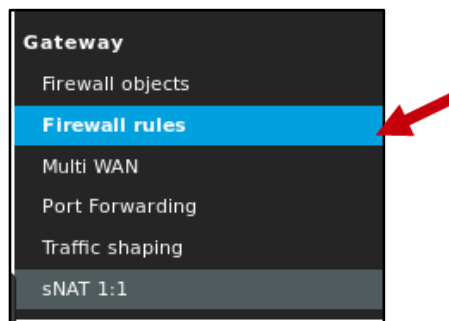 Gateway
Firewall objects
Firewall rules
Multi WAN
Port Forwarding
Traffic shaping
sNAT 1:1